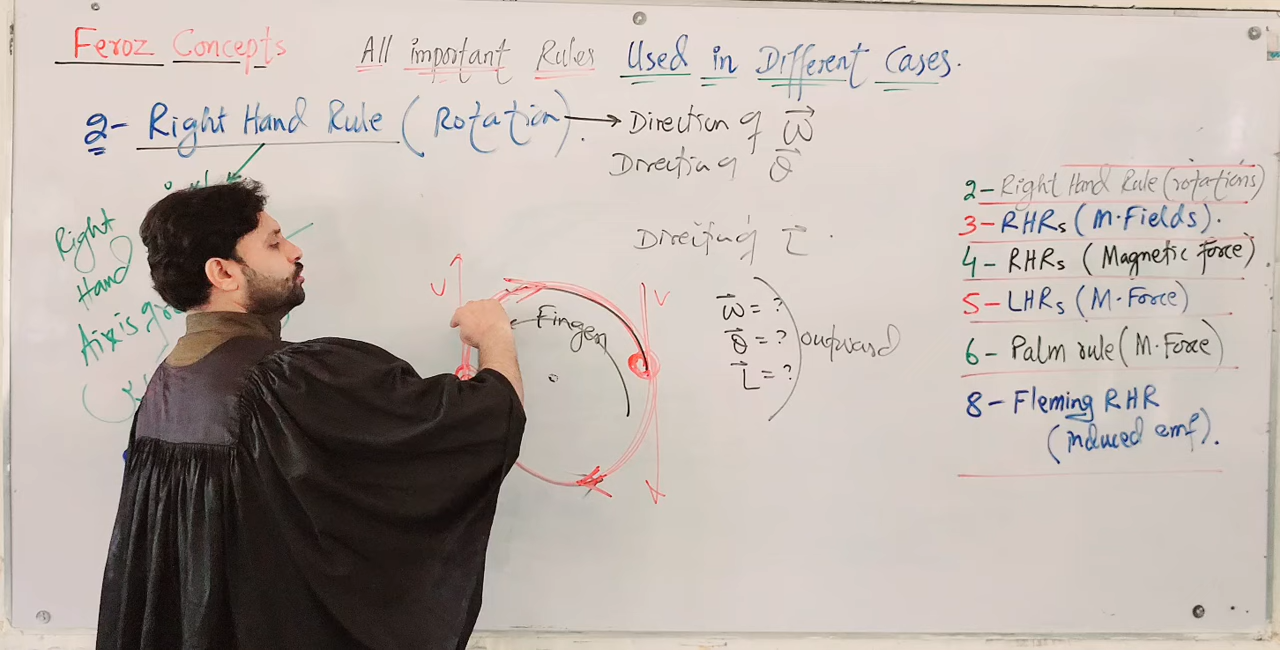 Feroz Concepts
All important Rules Used in Different Cases.
2- Right Hand Rule (Rotation). → Direction of ω
Direction of θ
Direction of L.
Right
Hand
V
Finger
V
ω = ?
θ = ?
L = ?
outward
2- Right Hand Rule (rotations)
3- RHRs (M.Fields).
4- RHRs (Magnetic force)
5- LHRs (M.Force)
6- Palm rule (M.Force)
8- Fleming RHR
(induced emf).